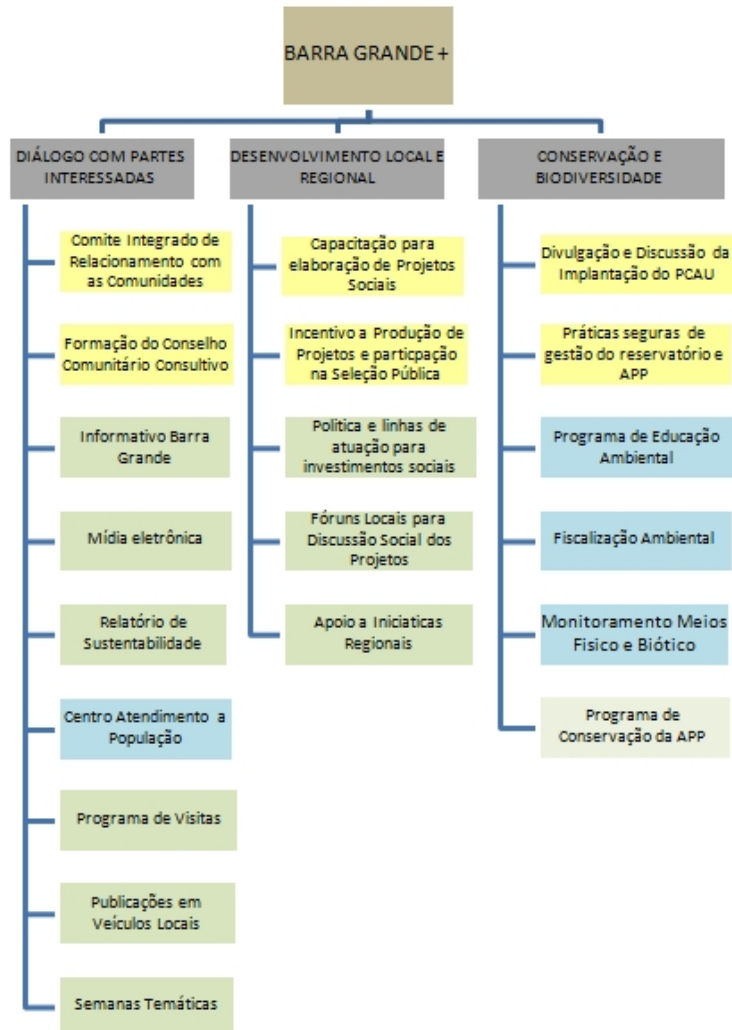 BARRA GRANDE +
DIÁLOGO COM PARTES
INTERESSADAS
Comite Integrado de
Relacionamento com
as Comunidades
Formação do Conselho
Comunitário Consultivo
Informativo Barra
Grande
Mídia eletrônica
Relatório de
Sustentabilidade
Centro Atendimento a
População
Programa de Visitas
Publicações em
Veículos Locais
Semanas Temáticas
DESENVOLVIMENTO LOCAL E
REGIONAL
Capacitação para
elaboração de Projetos
Sociais
Incentivo a Produção de
Projetos e particpação
na Seleção Pública
Política e linhas de
atuação para
investimentos sociais
Fóruns Locais para
Discussão Social dos
Projetos
Apoio a Iniciaticas
Regionais
CONSERVAÇÃO E
BIODIVERSIDADE
Divulgação e Discussão da
Implantação do PCAU
Práticas seguras de
gestão do reservatório e
APP
Programa de Educação
Ambiental
Fiscalização Ambiental
Monitoramento Meios
Fisico e Biótico
Programa de
Conservação da APP